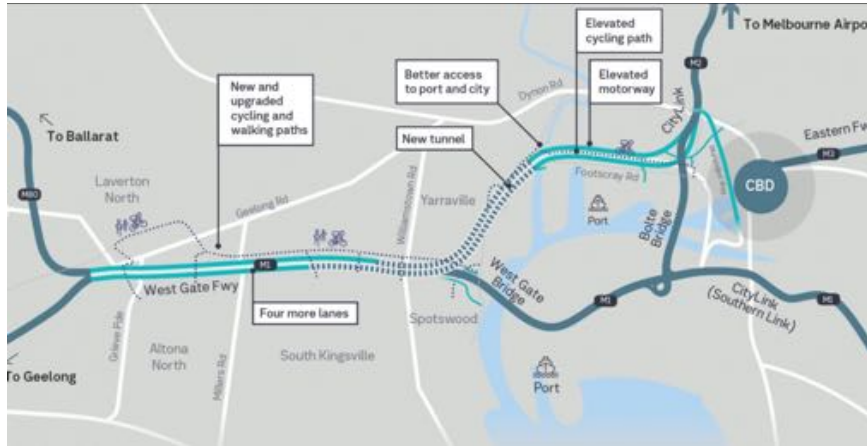 Elevated
cycling path
To Melbourne Airpo
M2
New and
upgraded
cycling and
walking paths
Better access
to port and city
Elevated
motorway
Dynon Rd
CityLink
To Ballarat
New tunnel
Eastern Fw
M3
M80
Laverton
North
Geelong Rd
Williamstown Rd
Yarraville
Footscray Rd
CBD
Port
Bolte
Bridge
M1
West Gate Fwy
West Gate
Bridge
Four more lanes
M1
CityLink
(Southern Link)
M1
Spotswood
Grieve Pde
Altona
North
Millers Rd
South Kingsville
To Geelong
Port